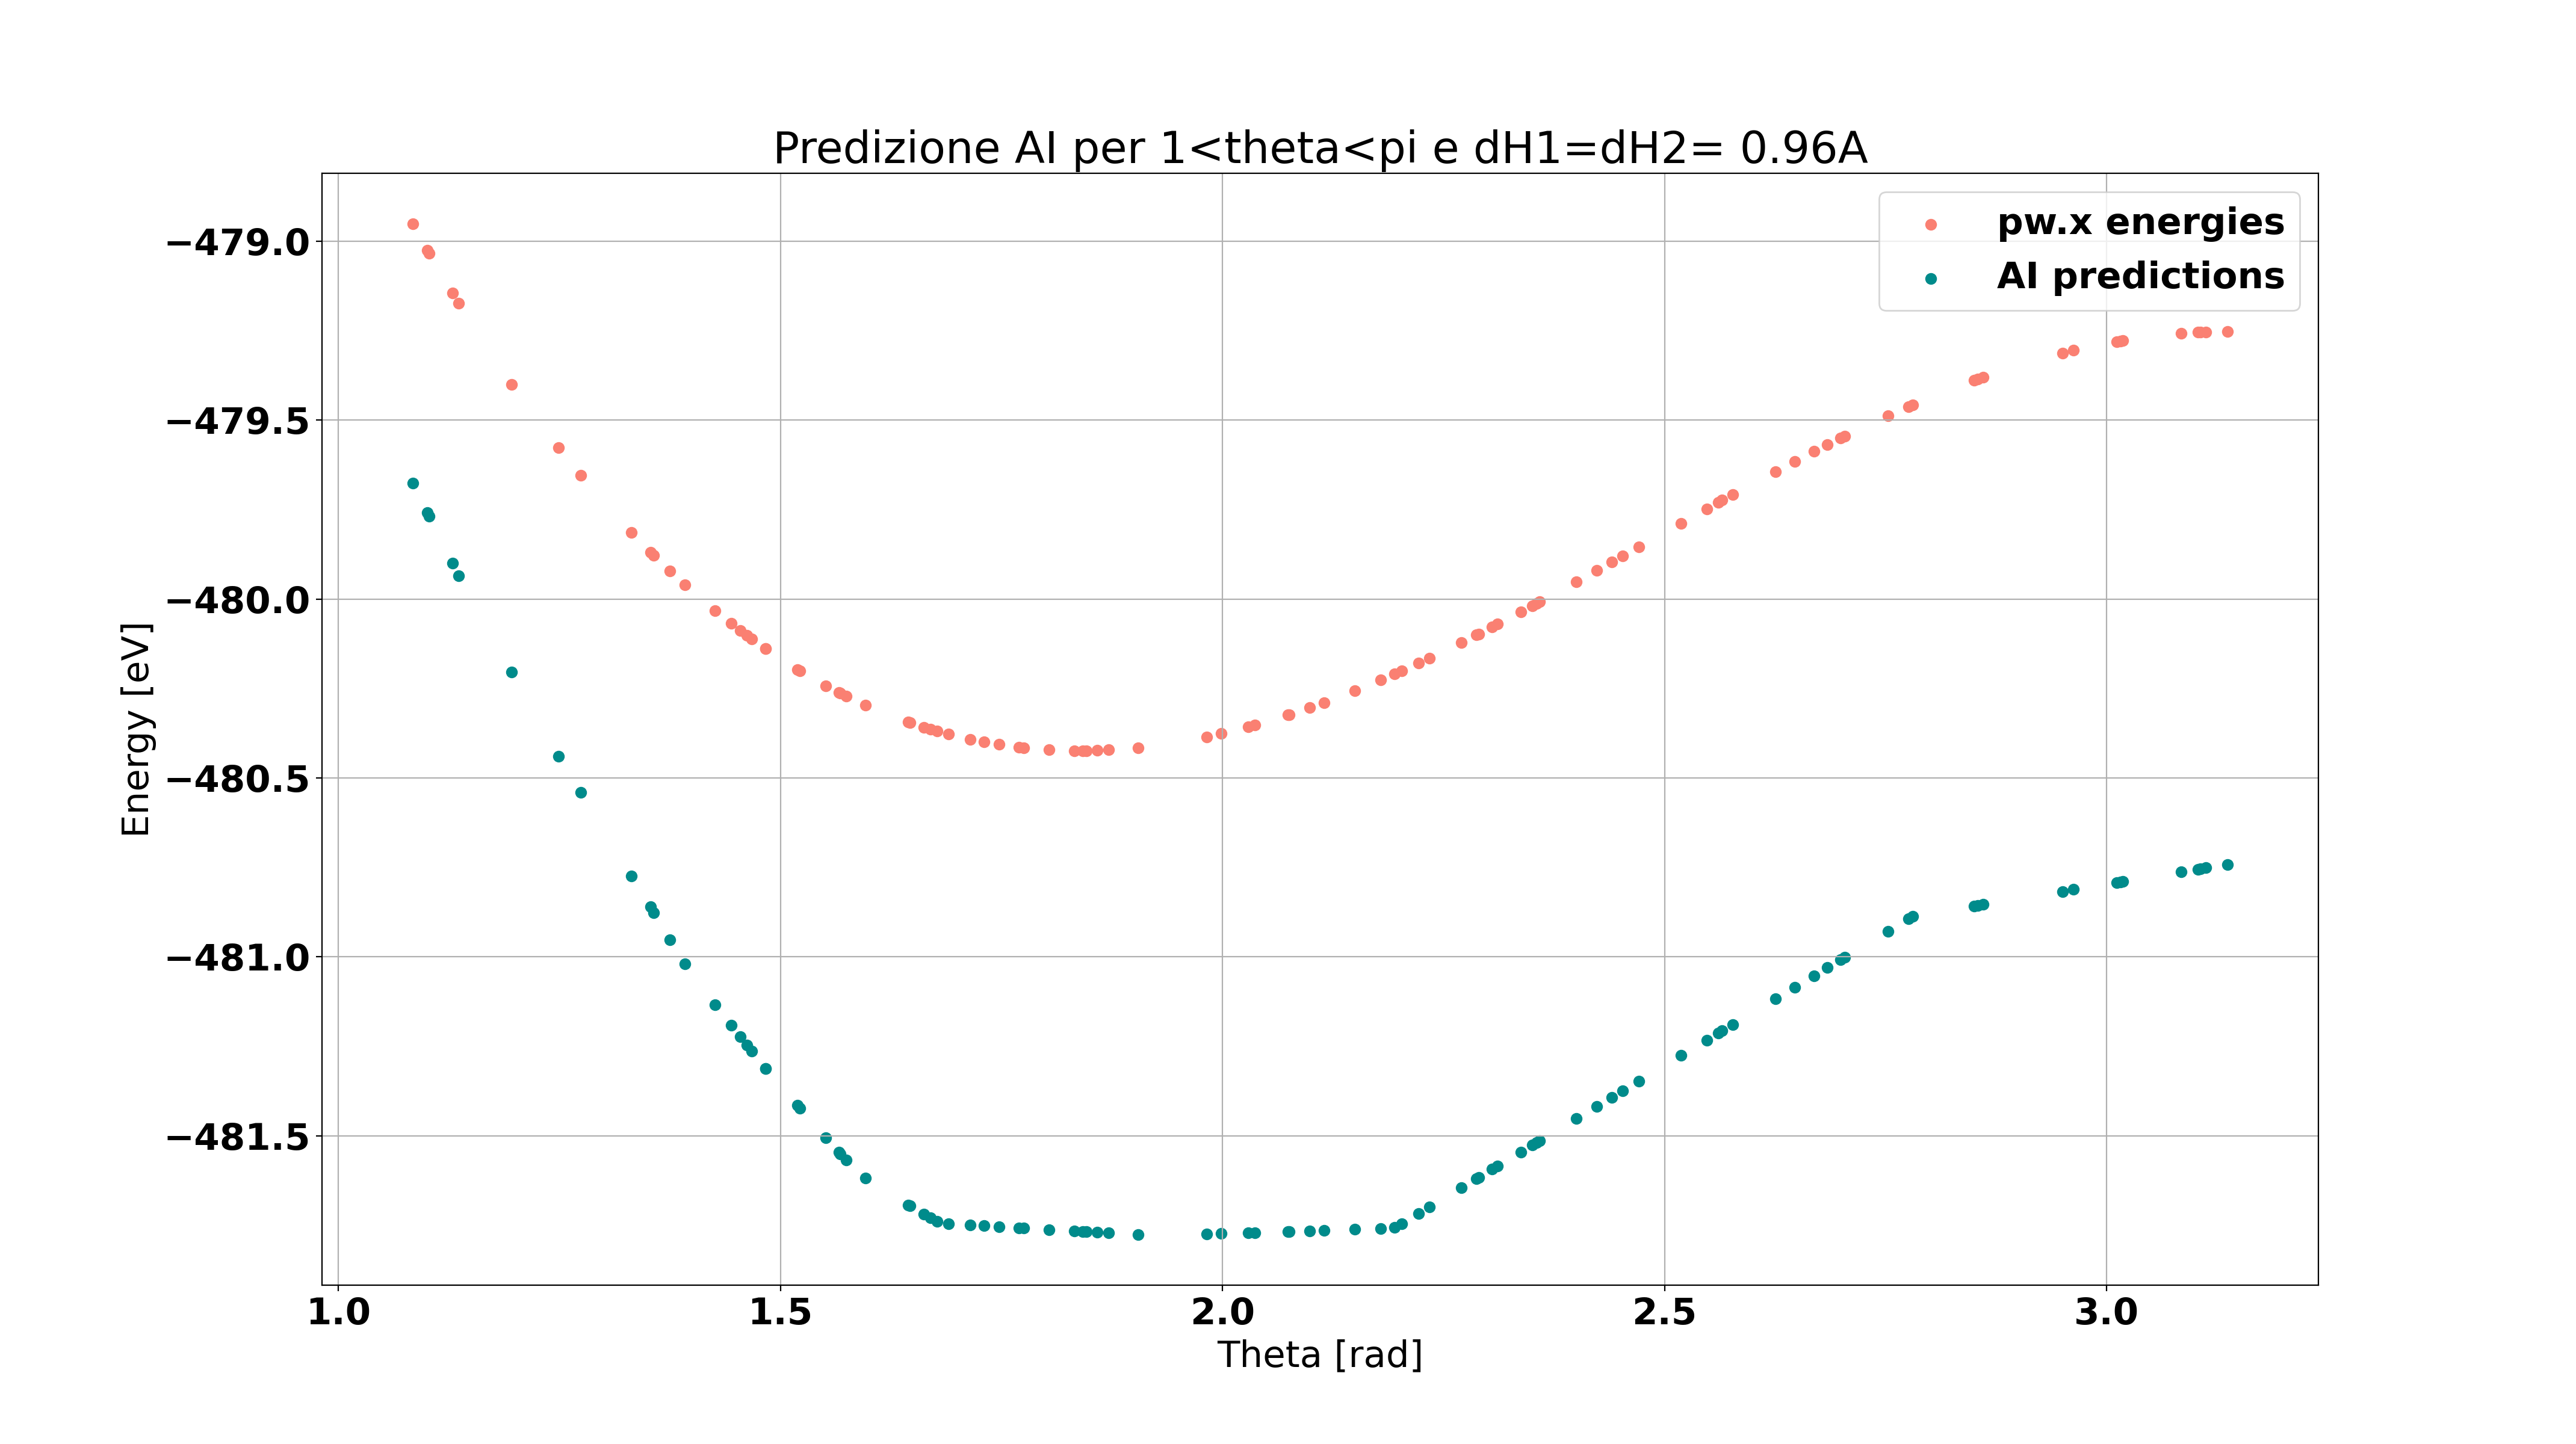 Predizione AI per 1<theta<pi e dH1=dH2= 0.96A
pw.x energies
AI predictions
−479.0
−479.5
−480.0
−480.5
−481.0
−481.5
Energy [eV]
1.0 1.5 2.0 2.5 3.0
Theta [rad]